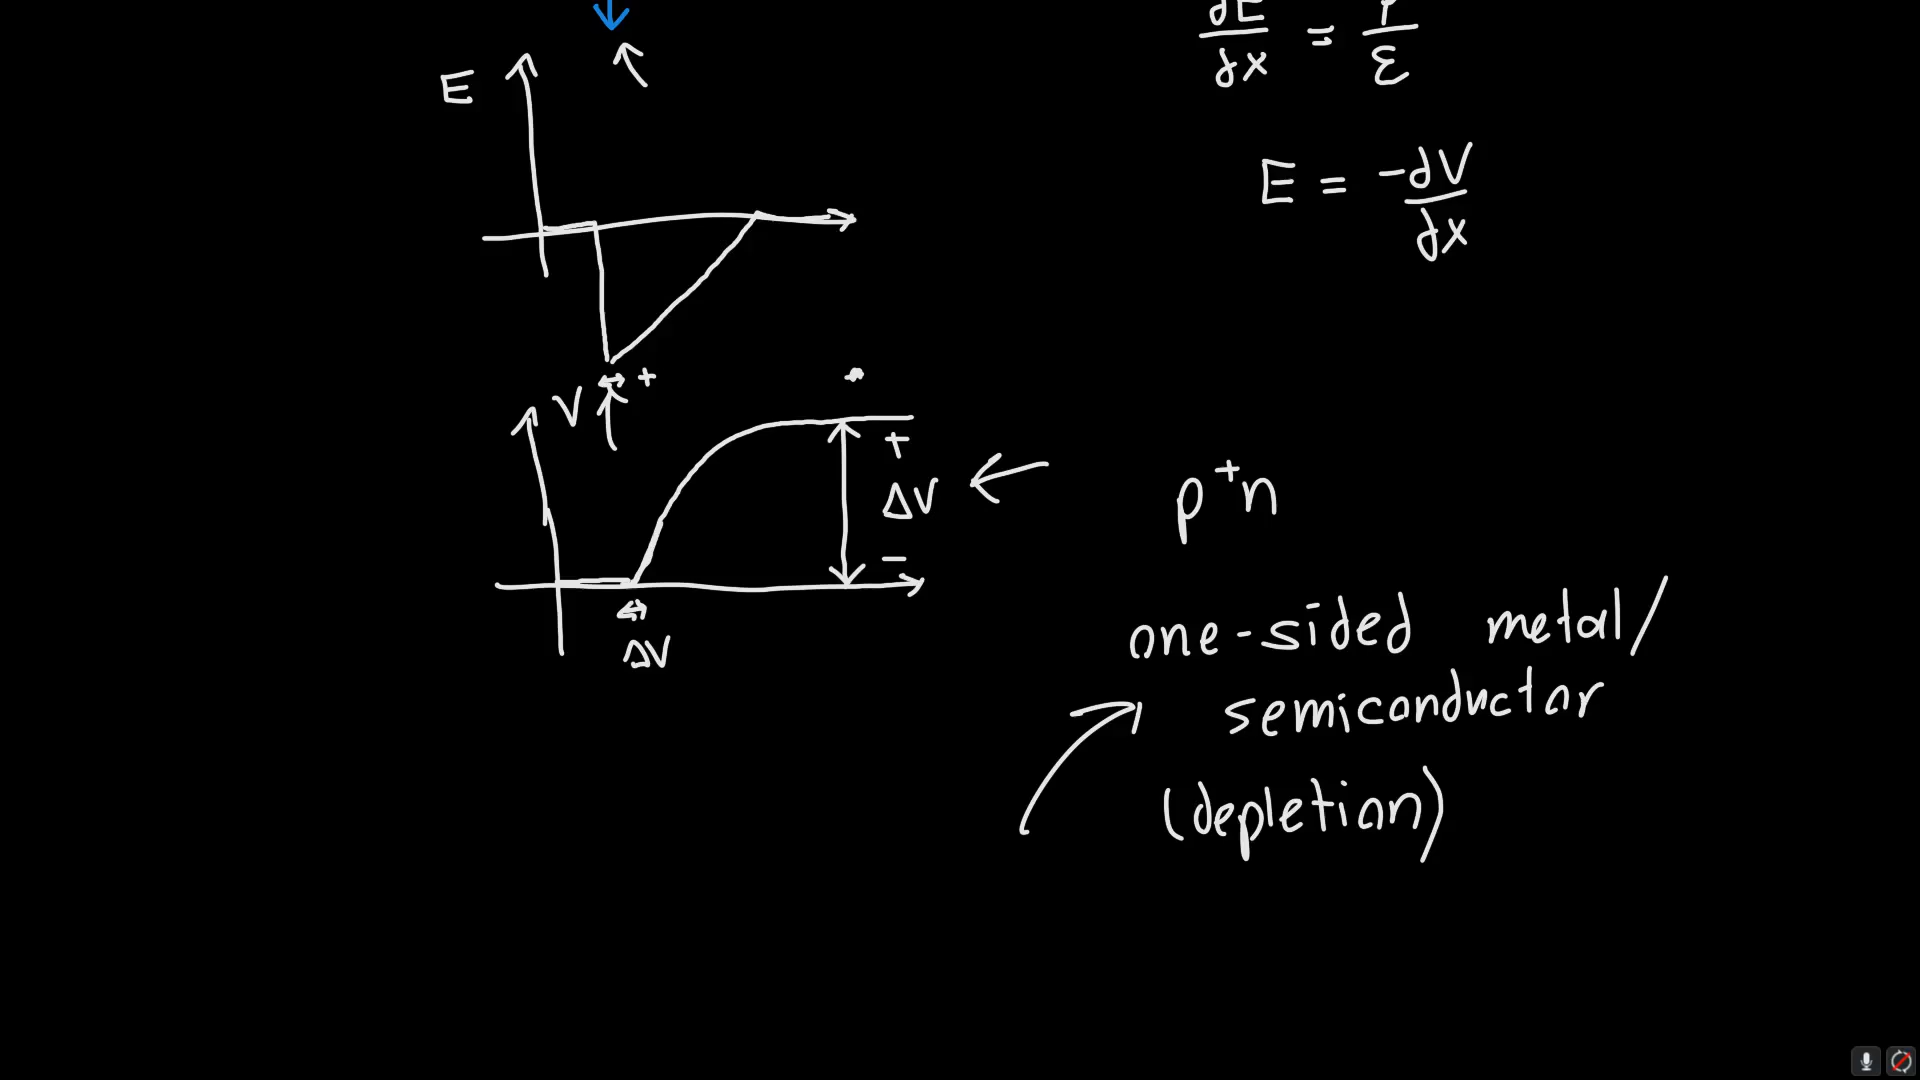 dE/dx = ρ/ε
E
E = -dV/dx
+
V
+
ΔV
-
p⁺n
ΔV
one-sided metal/
semiconductor
(depletion)